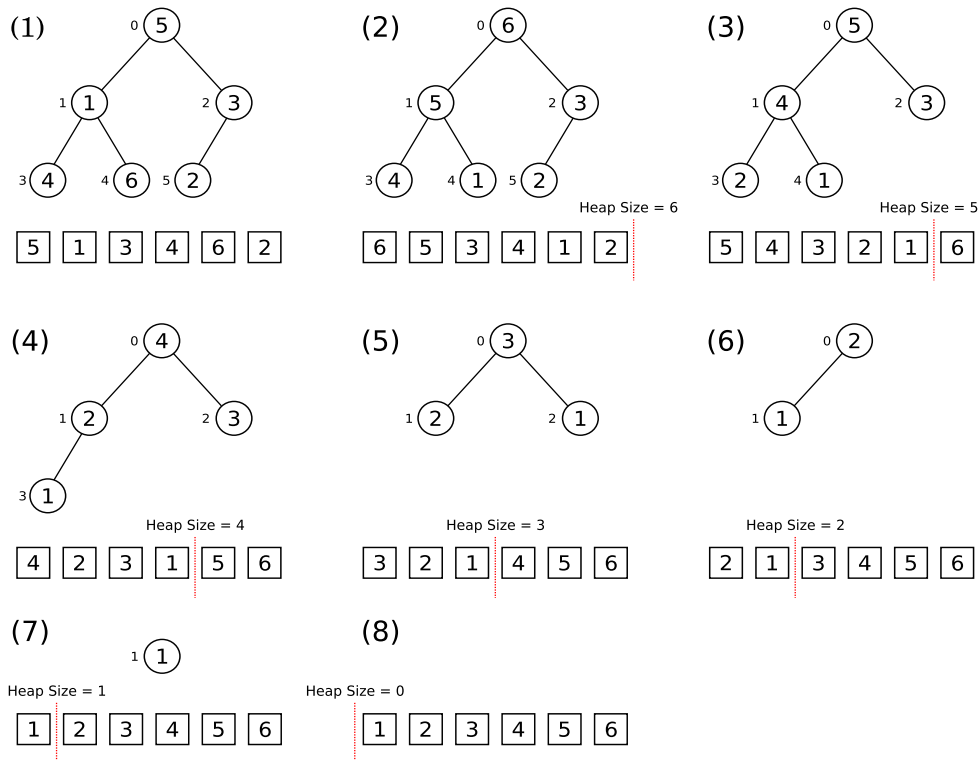 (1) 0 5 (2) 0 6 (3) 0 5
1 1 2 3 1 5 2 3 1 4 2 3
3 4 4 6 5 2 3 4 4 1 5 2 3 2 4 1
Heap Size = 6 Heap Size = 5
5 1 3 4 6 2 6 5 3 4 1 2 5 4 3 2 1 6
(4) 0 4 (5) 0 3 (6) 0 2
1 2 2 3 1 2 2 1 1 1
3 1
Heap Size = 4 Heap Size = 3 Heap Size = 2
4 2 3 1 5 6 3 2 1 4 5 6 2 1 3 4 5 6
(7) (8)
1 1
Heap Size = 1 Heap Size = 0
1 2 3 4 5 6 1 2 3 4 5 6